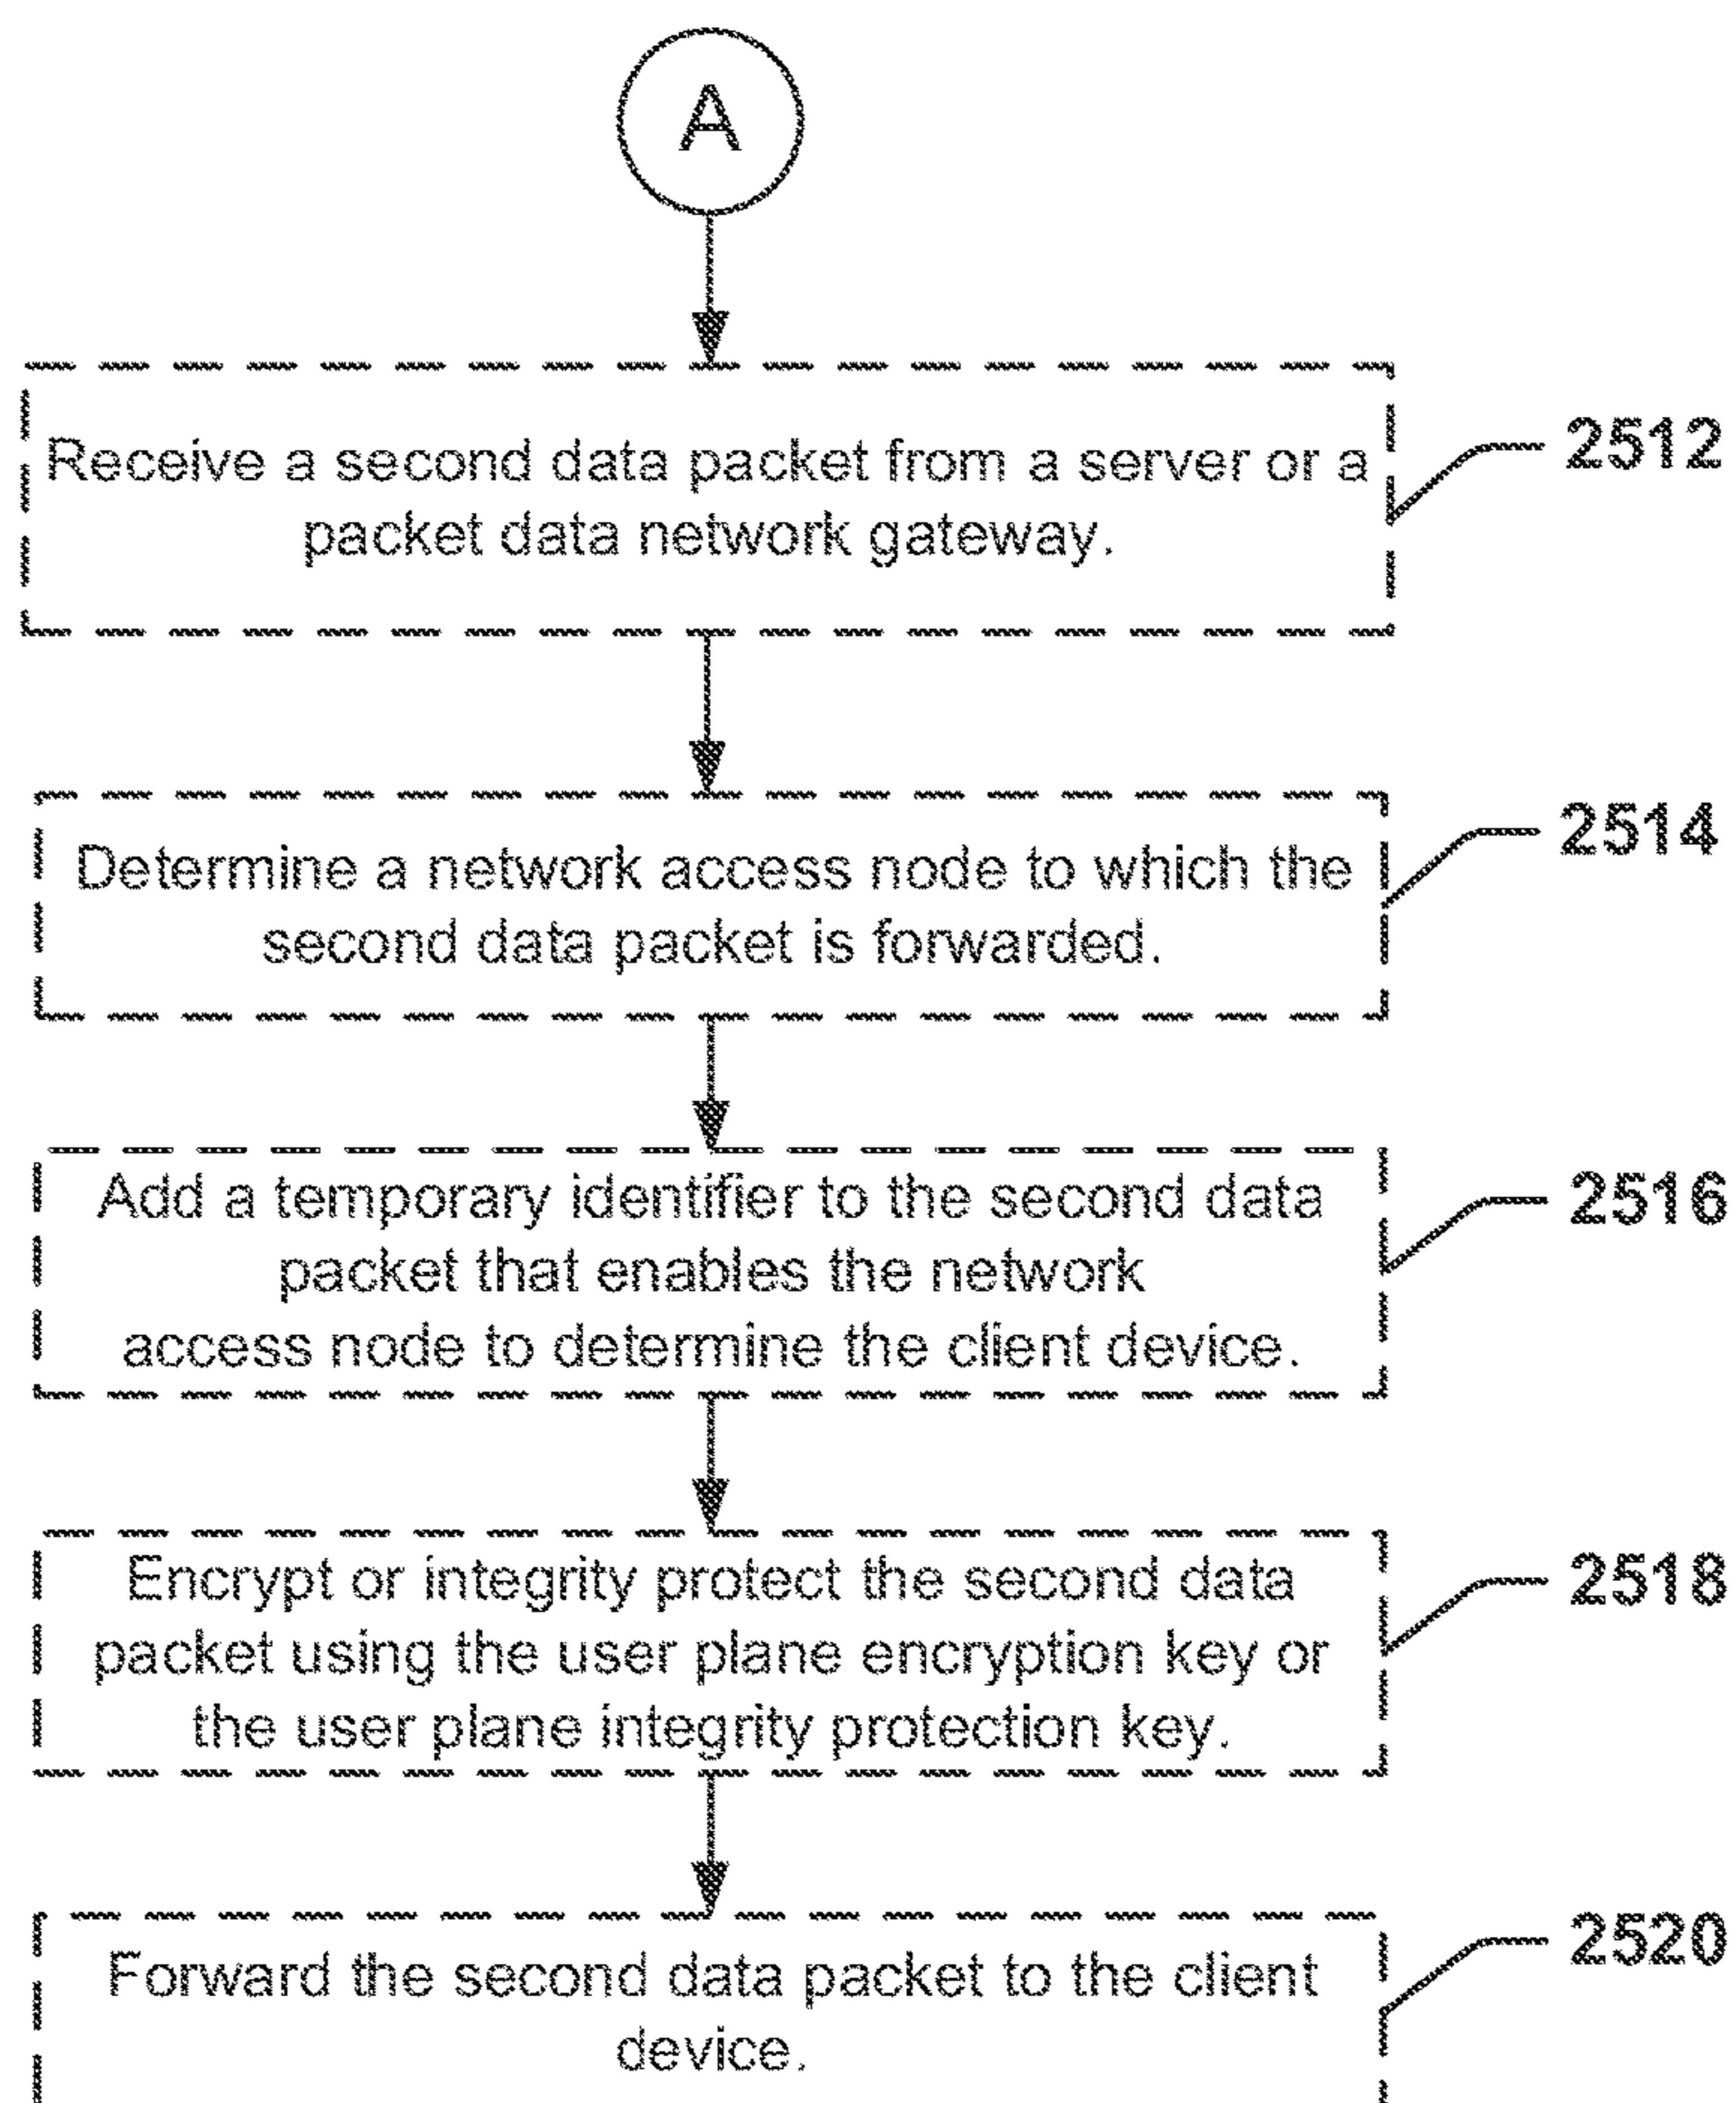 A
Receive a second data packet from a server or a
packet data network gateway.
2512
Determine a network access node to which the
second data packet is forwarded.
2514
Add a temporary identifier to the second data
packet that enables the network
access node to determine the client device.
2516
Encrypt or integrity protect the second data
packet using the user plane encryption key or
the user plane integrity protection key.
2518
Forward the second data packet to the client
device.
2520